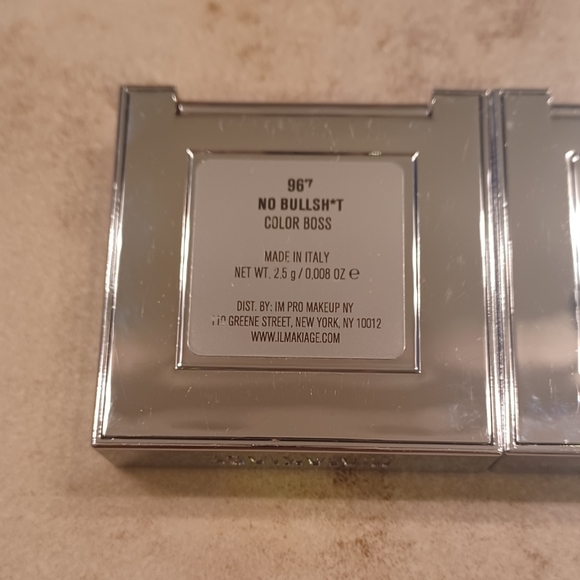 967
NO BULLSH*T
COLOR BOSS
MADE IN ITALY
NET WT. 2.5 g / 0.008 OZ ℮
DIST. BY: IM PRO MAKEUP NY
GREENE STREET, NEW YORK, NY 10012
WWW.ILMAKIAGE.COM